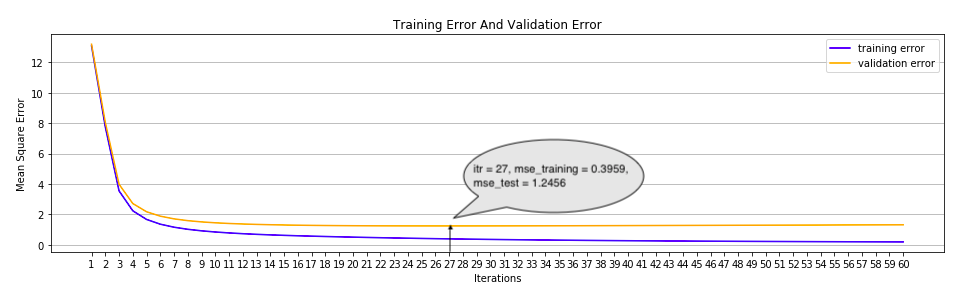 Training Error And Validation Error
training error
validation error
Mean Square Error
12
10
8
6
4
2
0
itr = 27, mse_training = 0.3959,
mse_test = 1.2456
1 2 3 4 5 6 7 8 9 10 11 12 13 14 15 16 17 18 19 20 21 22 23 24 25 26 27 28 29 30 31 32 33 34 35 36 37 38 39 40 41 42 43 44 45 46 47 48 49 50 51 52 53 54 55 56 57 58 59 60
Iterations